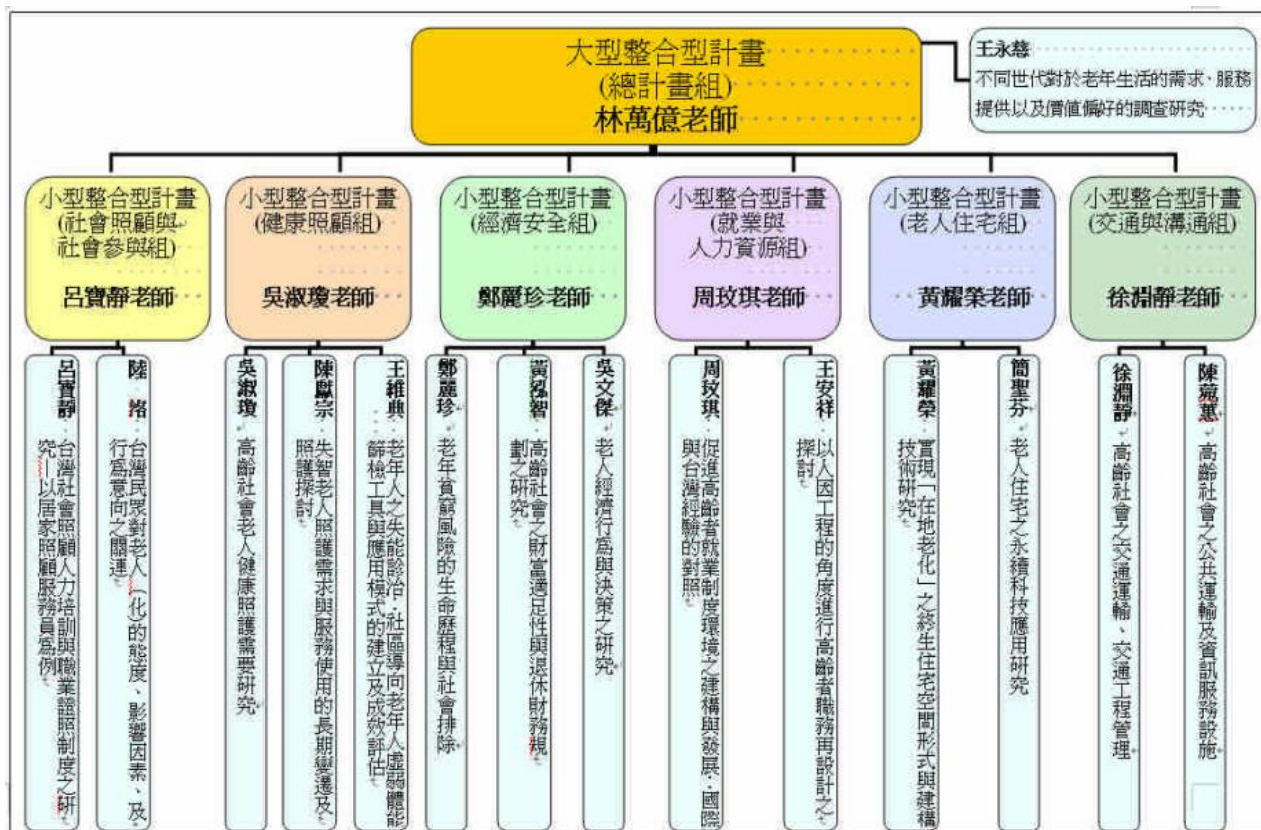 大型整合型計畫
(總計畫組)
林萬億老師
王永慈
不同世代對於老年生活的需求、服務
提供以及價值偏好的調查研究
小型整合型計畫
(社會照顧與
社會參與組)
呂寶靜老師
小型整合型計畫
(健康照顧組)
吳淑瓊老師
小型整合型計畫
(經濟安全組)
鄭麗珍老師
小型整合型計畫
(就業與
人力資源組)
周玟琪老師
小型整合型計畫
(老人住宅組)
黃耀榮老師
小型整合型計畫
(交通與溝通組)
徐淵靜老師
呂寶靜
台灣社會照顧人力培訓與職業證照制度之研
究—以居家照顧服務員為例
陸 洛
台灣民眾對老人(化)的態度、影響因素、及
行為意向之關連
吳淑瓊
高齡社會老人健康照護需要研究
陳獻宗
失智老人照護需求與服務使用的長期變遷及
照護探討
王維典
老年人之失能診治:社區導向老年人虛弱體能
篩檢工具與應用模式的建立及成效評估
鄭麗珍
老年貧窮風險的生命歷程與社會排除
黃泓智
高齡社會之財富適足性與退休財務規
劃之研究
吳文傑
老人經濟行為與決策之研究
周玟琪
促進高齡者就業制度環境之建構與發展:國際
與台灣經驗的對照
王安祥
以人因工程的角度進行高齡者職務再設計之
探討
黃耀榮
實現「在地老化」之終生住宅空間形式與建構
技術研究
簡聖芬
老人住宅之永續科技應用研究
徐淵靜
高齡社會之交通運輸、交通工程管理
陳菀蕙
高齡社會之公共運輸及資訊服務設施